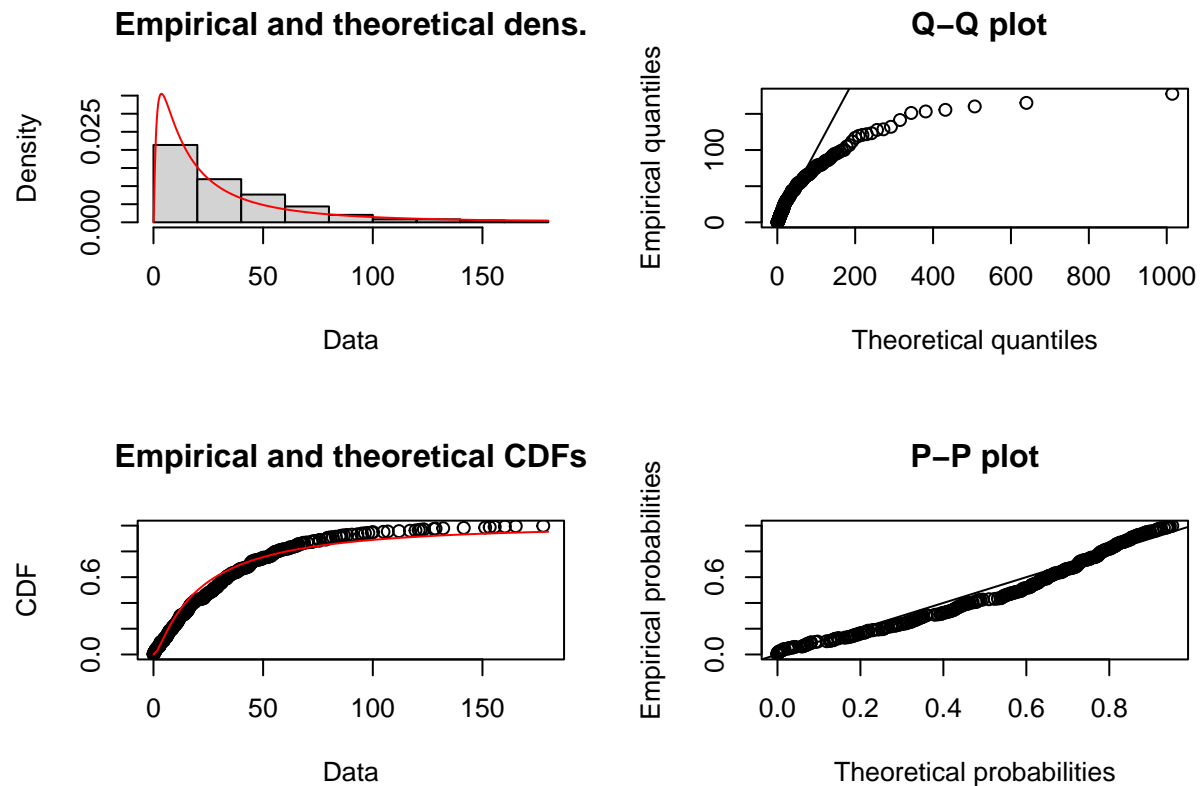 Empirical and theoretical dens.
Density
0.000 0.025
0 50 100 150
Data
Q−Q plot
Empirical quantiles
0 100
0 200 400 600 800 1000
Theoretical quantiles
Empirical and theoretical CDFs
CDF
0.0 0.6
0 50 100 150
Data
P−P plot
Empirical probabilities
0.0 0.6
0.0 0.2 0.4 0.6 0.8
Theoretical probabilities